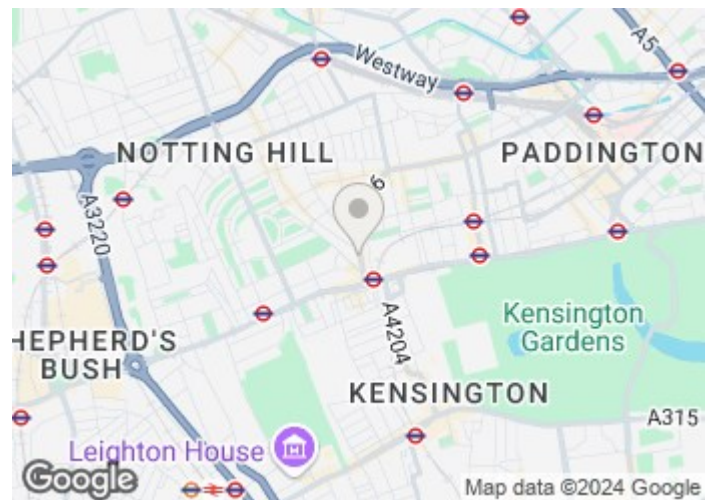 A5
Westway
NOTTING HILL
PADDINGTON
6
A3220
Kensington
Gardens
A4204
HEPHERD'S
BUSH
KENSINGTON
A315
Leighton House
Google
Map data ©2024 Google